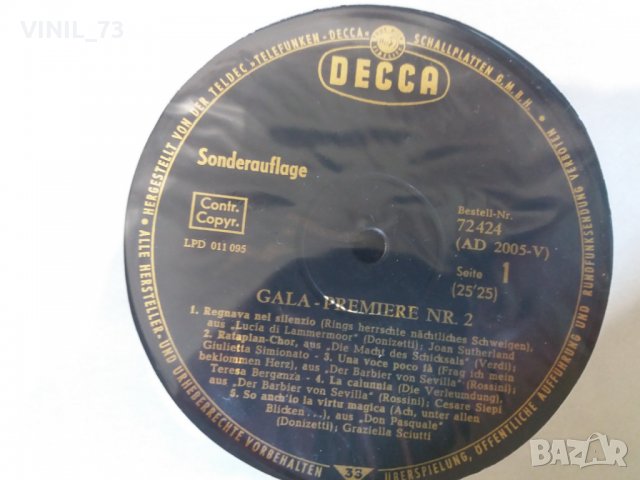 VINIL_73
• HERGESTELLT VON DER TELDEC „TELEFUNKEN-DECCA“ SCHALLPLATTEN G.M.B.H. •
DECCA
Sonderauflage
Contr.
Copyr.
LPD 011 095
Bestell-Nr.
72 424
(AD 2005-V)
Seite 1
(25'25)
GALA - PREMIERE NR. 2
1. Regnava nel silenzio (Rings herrschte nächtliches Schweigen),
aus „Lucia di Lammermoor“ (Donizetti); Joan Sutherland
2. Rataplan-Chor, aus „Die Macht des Schicksals“ (Verdi);
Giulietta Simionato - 3. Una voce poco fà (Frag ich mein
beklommen Herz), aus „Der Barbier von Sevilla“ (Rossini);
Teresa Berganza - 4. La calunnia (Die Verleundung),
aus „Der Barbier von Sevilla“ (Rossini); Cesare Siepi
5. So anch'io la virtu magica (Ach, unter allen
Blicken . . .), aus „Don Pasquale“
(Donizetti); Graziella Sciutti
• ALLE HERSTELLER- UND URHEBERRECHTE VORBEHALTEN
33
ÜBERSPIELUNG, ÖFFENTLICHE AUFFÜHRUNG UND RUNDFUNKSENDUNG VERBOTEN
BAZAR
bg